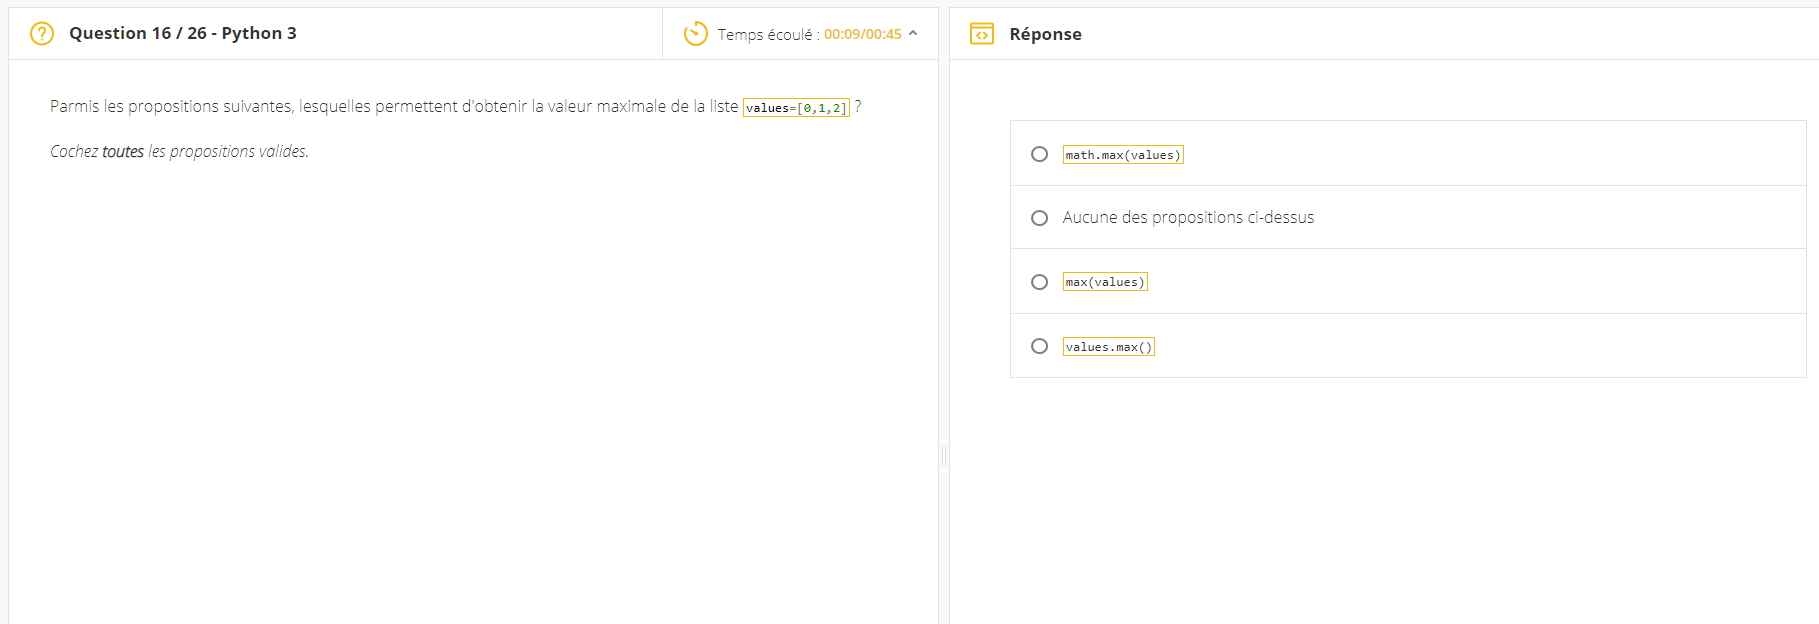 Question 16 / 26 - Python 3
Temps écoulé : 00:09/00:45
Parmis les propositions suivantes, lesquelles permettent d'obtenir la valeur maximale de la liste values=[0,1,2] ?
Cochez toutes les propositions valides.
Réponse
math.max(values)
Aucune des propositions ci-dessus
max(values)
values.max()